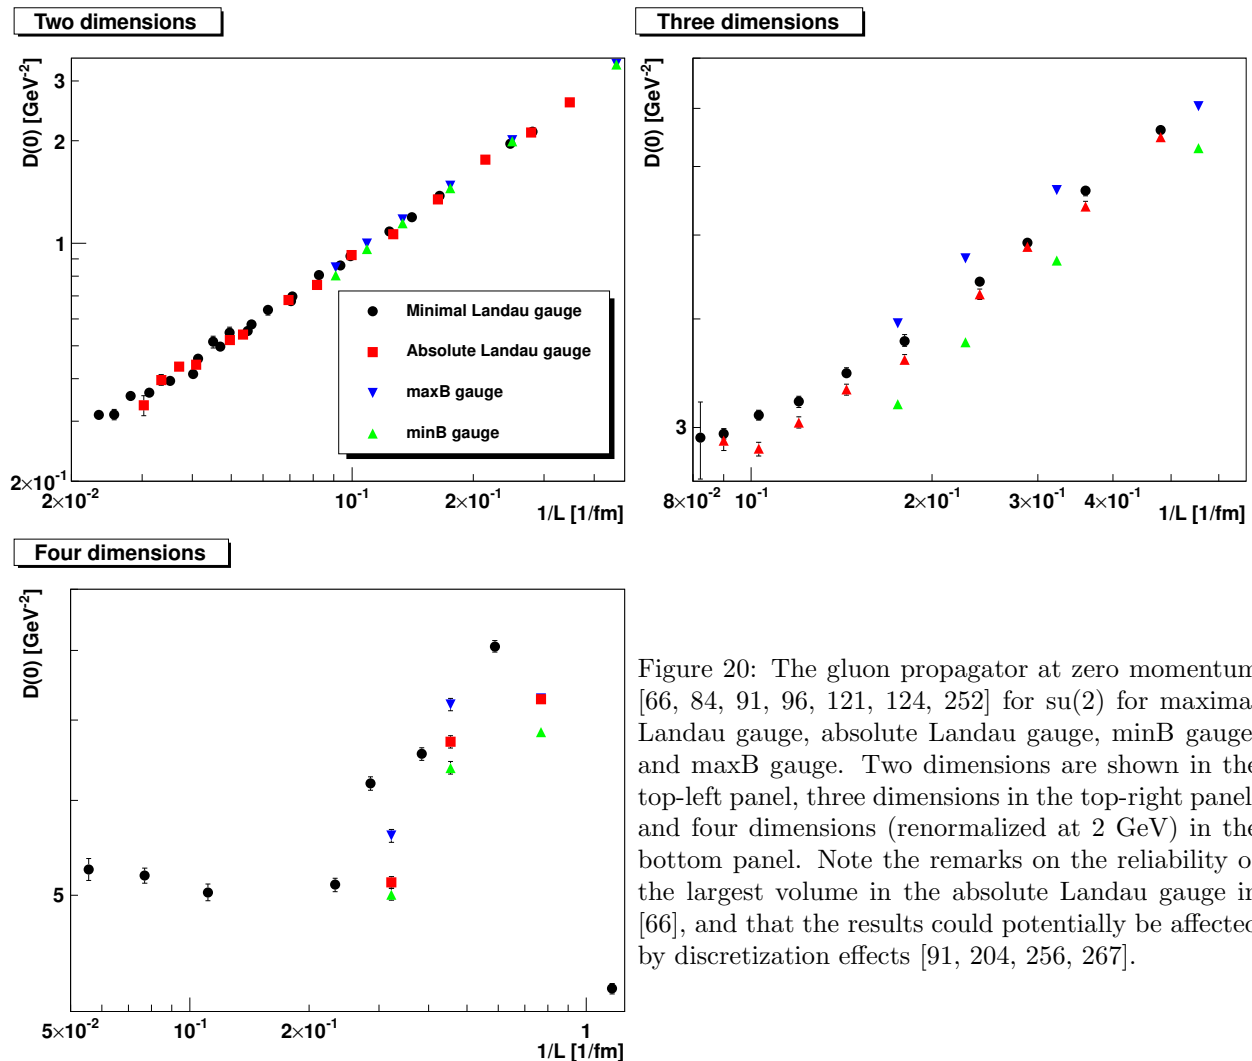 Two dimensions
D(0) [GeV⁻²]
3
2
1
2×10⁻¹
2×10⁻²
10⁻¹
2×10⁻¹
1/L [1/fm]
Minimal Landau gauge
Absolute Landau gauge
maxB gauge
minB gauge
Three dimensions
D(0) [GeV⁻²]
3
8×10⁻²
10⁻¹
2×10⁻¹
3×10⁻¹
4×10⁻¹
1/L [1/fm]
Four dimensions
D(0) [GeV⁻²]
5
5×10⁻²
10⁻¹
2×10⁻¹
1
1/L [1/fm]
Figure 20: The gluon propagator at zero momentum
[66, 84, 91, 96, 121, 124, 252] for su(2) for maxima
Landau gauge, absolute Landau gauge, minB gauge
and maxB gauge. Two dimensions are shown in the
top-left panel, three dimensions in the top-right panel
and four dimensions (renormalized at 2 GeV) in the
bottom panel. Note the remarks on the reliability o
the largest volume in the absolute Landau gauge in
[66], and that the results could potentially be affected
by discretization effects [91, 204, 256, 267].